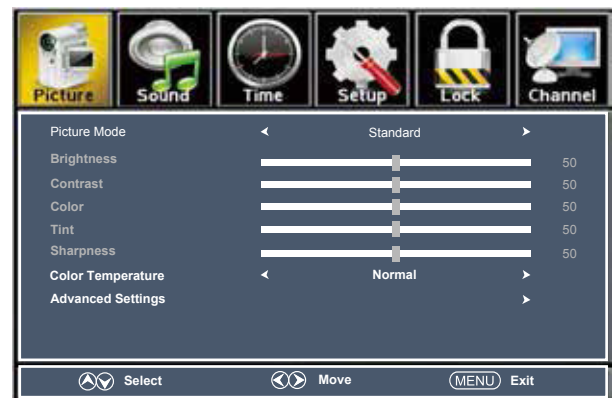 Picture Sound Time Setup Lock Channel
Picture Mode Standard
Brightness 50
Contrast 50
Color 50
Tint 50
Sharpness 50
Color Temperature Normal
Advanced Settings
Select Move MENU Exit